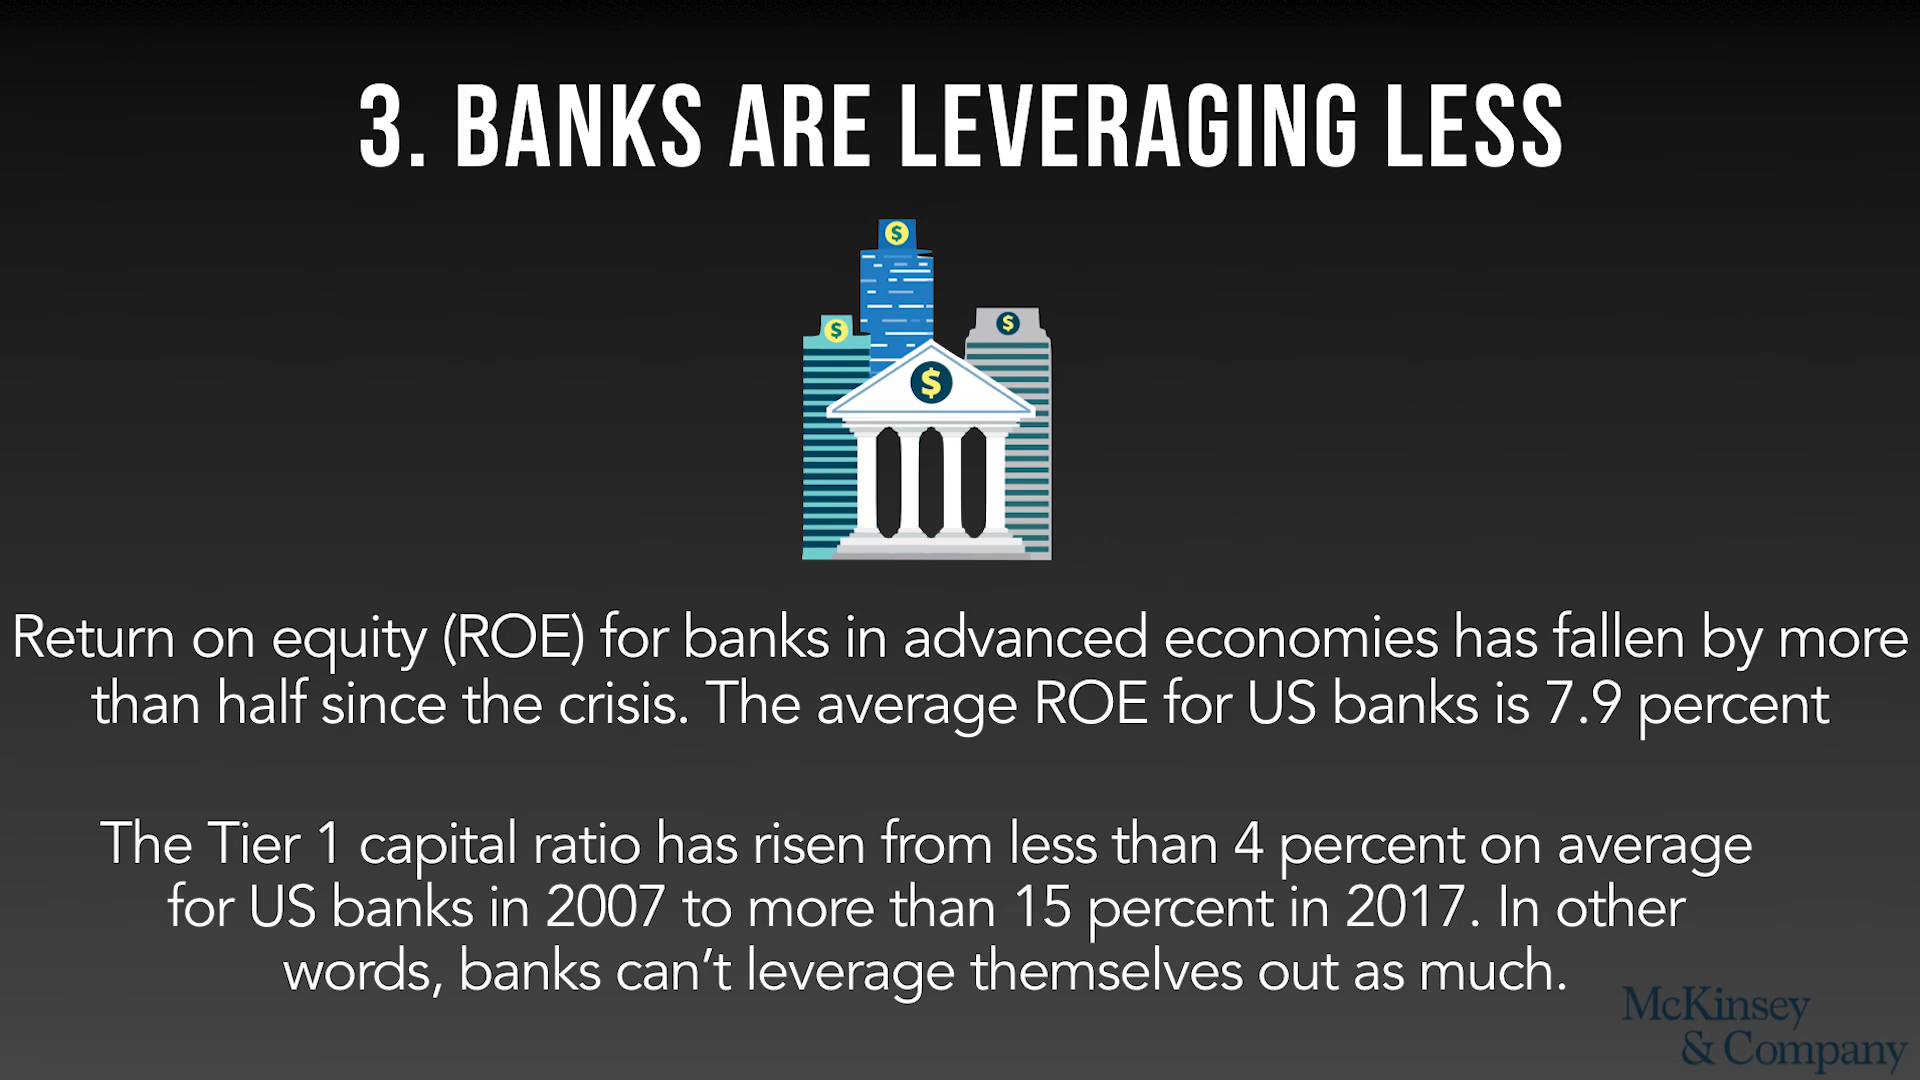 3. BANKS ARE LEVERAGING LESS
$
$
$
$
Return on equity (ROE) for banks in advanced economies has fallen by more
than half since the crisis. The average ROE for US banks is 7.9 percent
The Tier 1 capital ratio has risen from less than 4 percent on average
for US banks in 2007 to more than 15 percent in 2017. In other
words, banks can’t leverage themselves out as much.
McKinsey
& Company